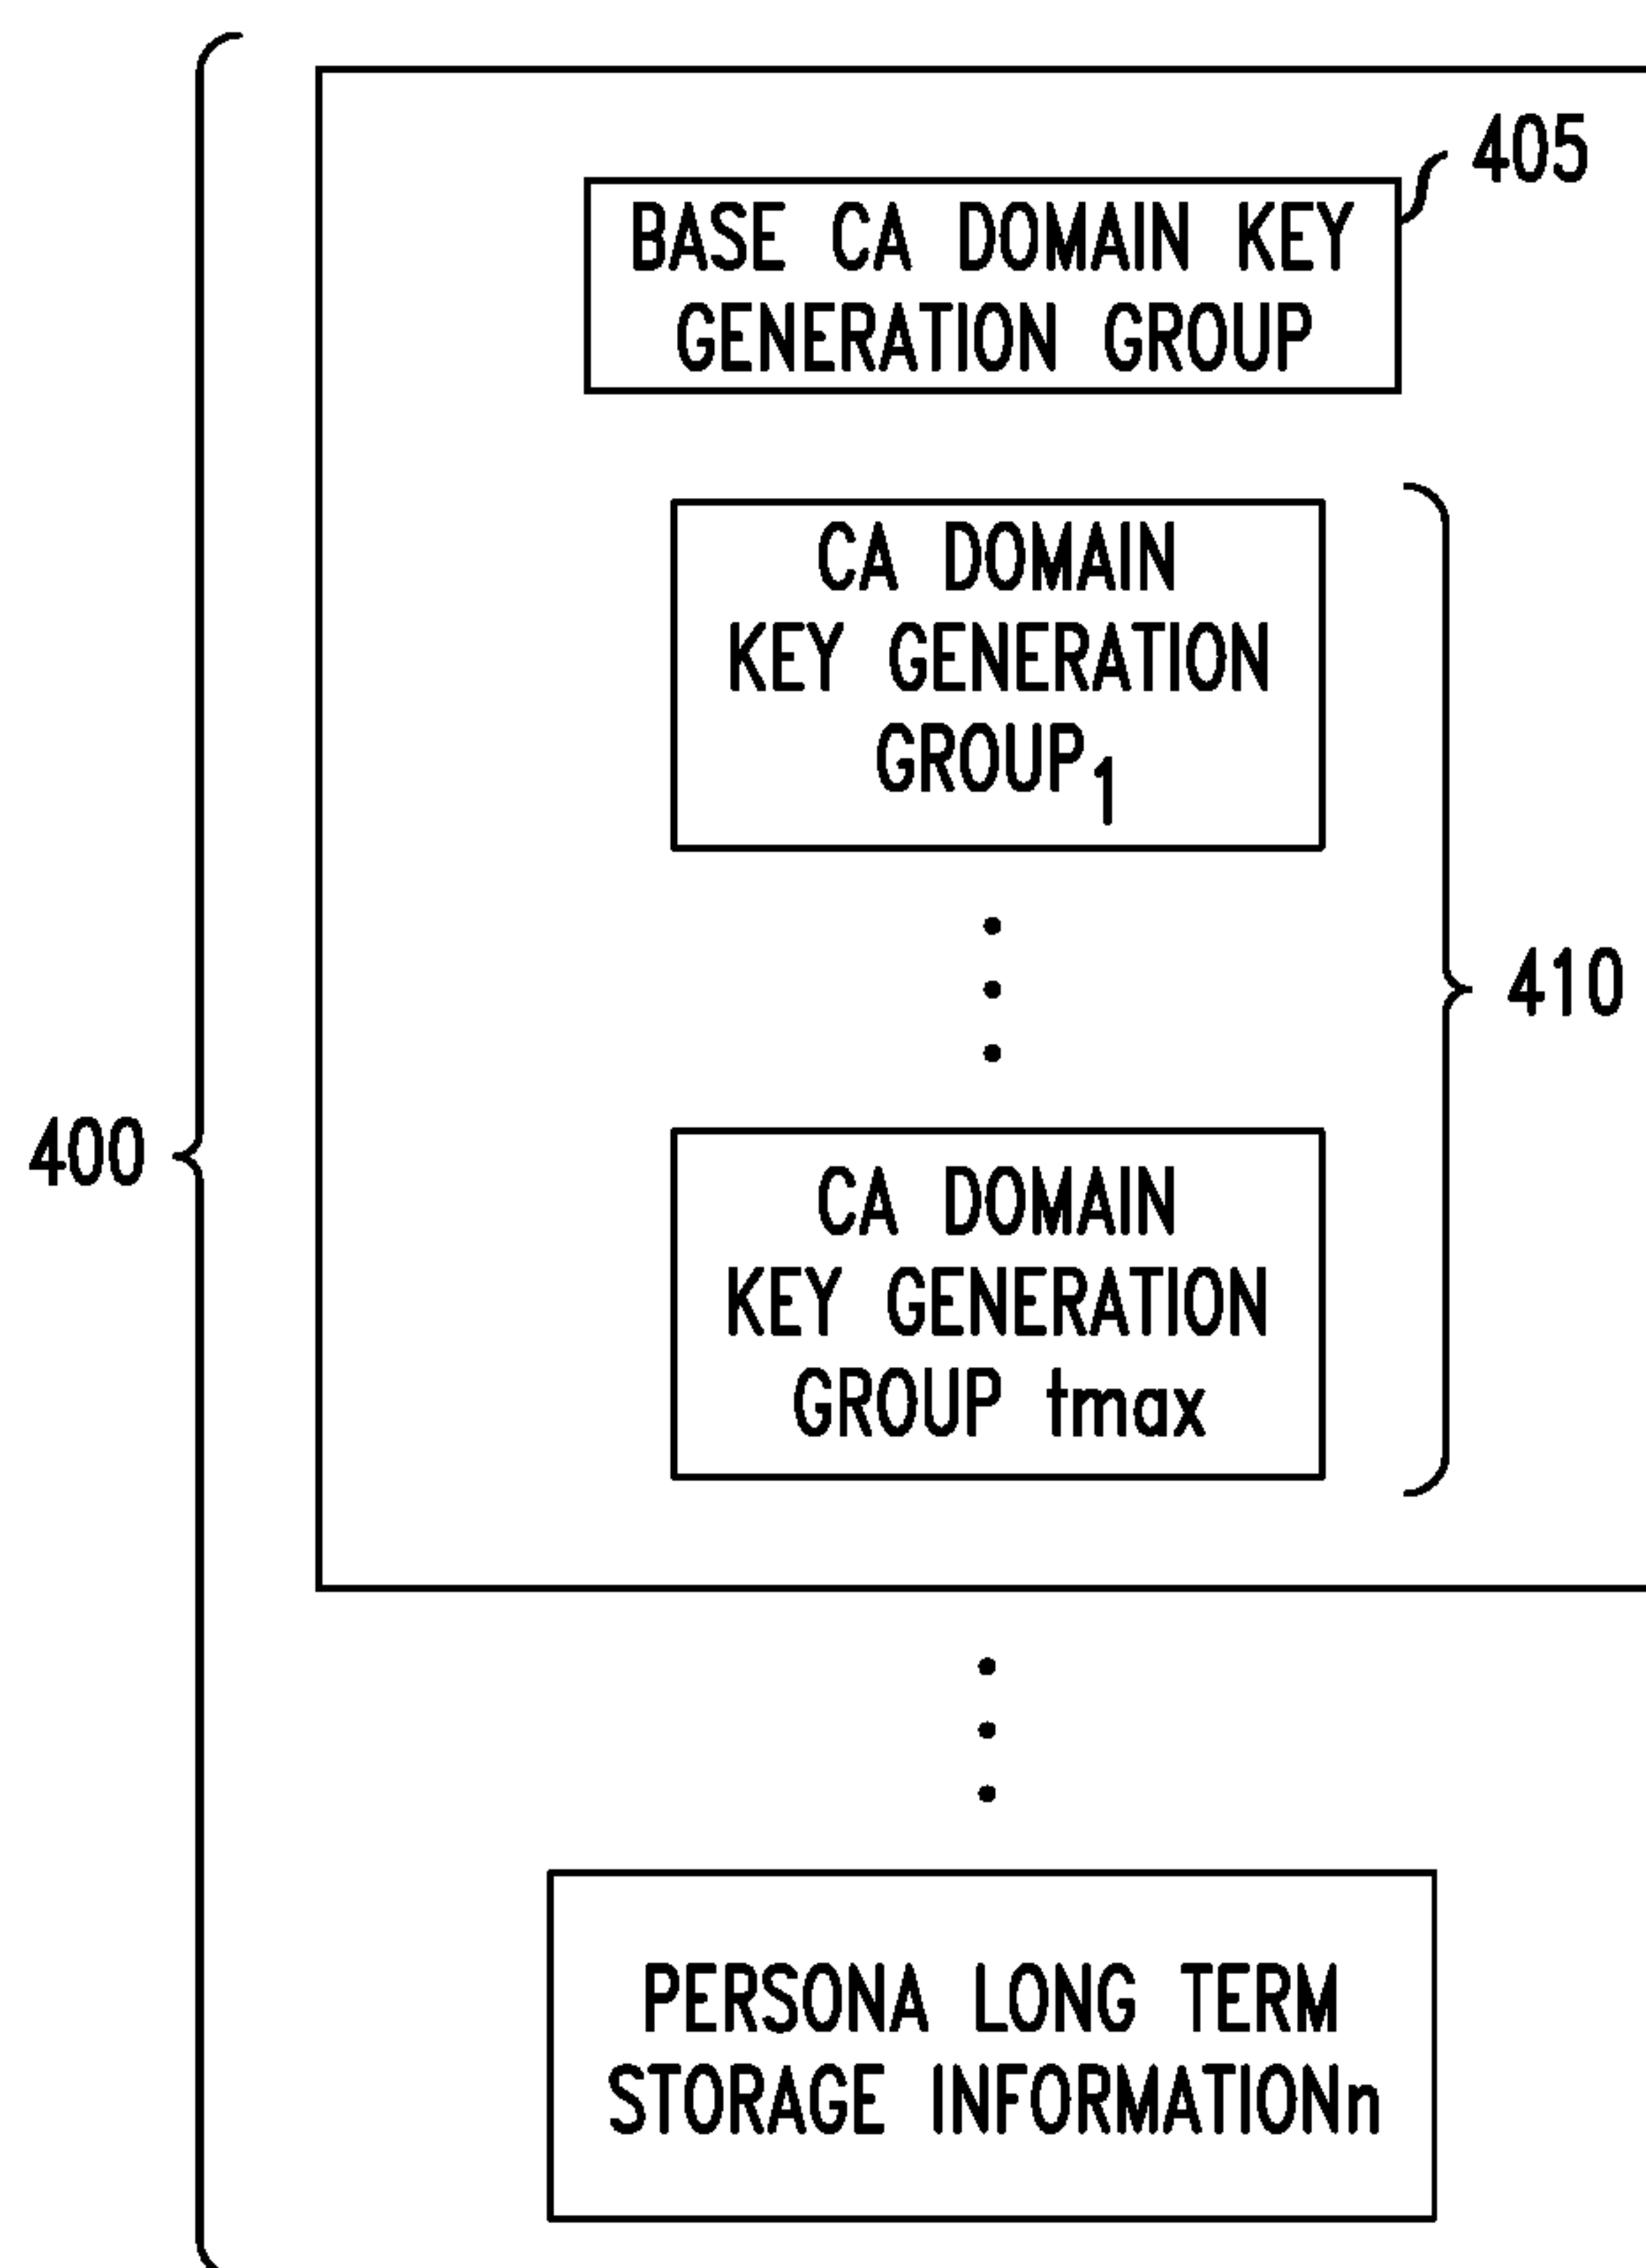 405
BASE CA DOMAIN KEY
GENERATION GROUP
CA DOMAIN
KEY GENERATION
GROUP1
410
400
CA DOMAIN
KEY GENERATION
GROUP tmax
PERSONA LONG TERM
STORAGE INFORMATIONn